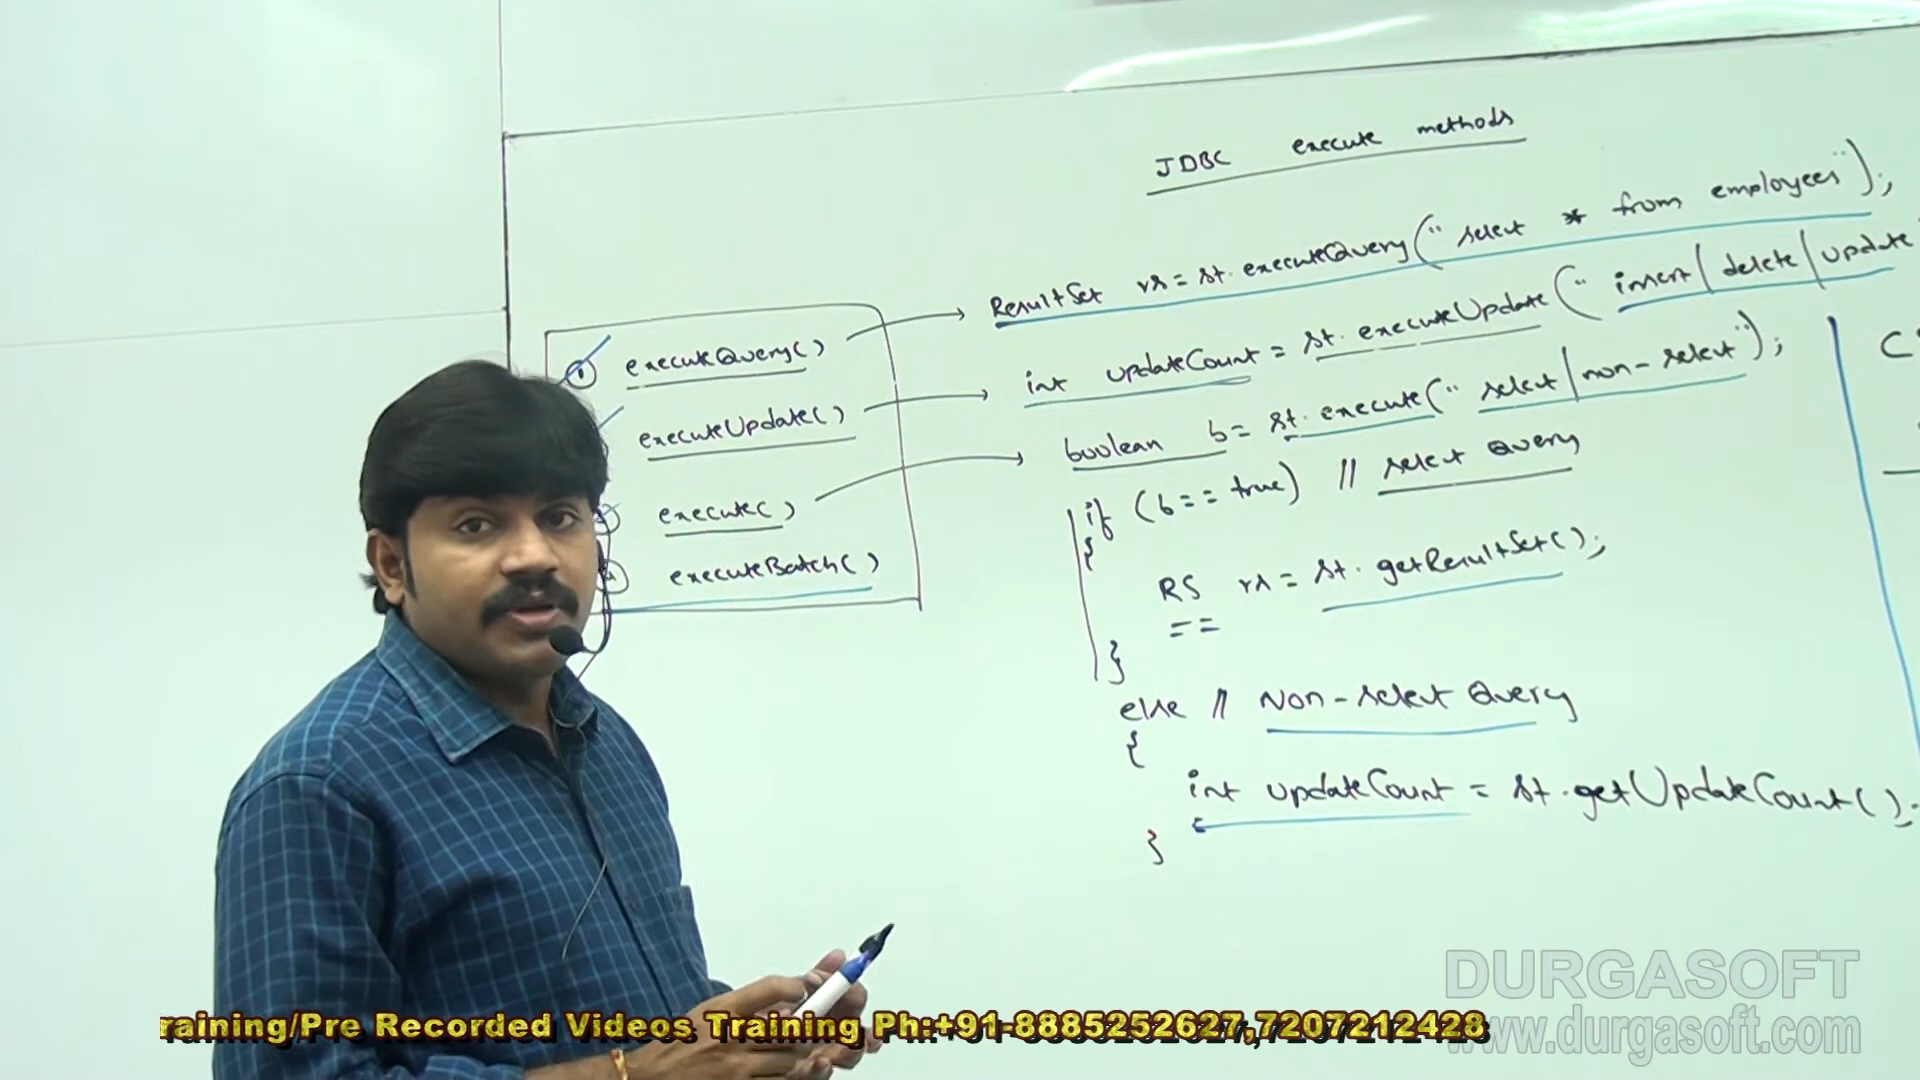 JDBC execute methods
ResultSet rs = st.executeQuery("select * from employees");
int updateCount = st.executeUpdate("insert/delete/update
boolean b = st.execute("select/non-select");
if (b == true) // select Query
{
RS rs = st.getResultSet();
==
}
else // Non-select Query
{
int updateCount = st.getUpdateCount();
}
① executeQuery()
executeUpdate()
execute()
executeBatch()
DURGASOFT
www.durgasoft.com
raining/Pre Recorded Videos Training Ph:+91-8885252627,7207212428